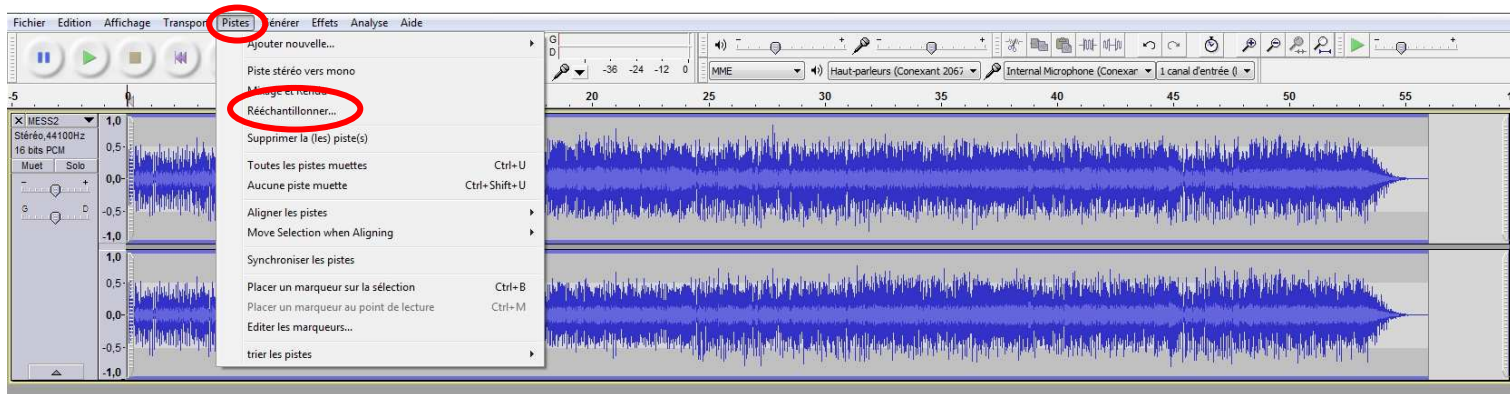 Fichier Edition Affichage Transport Pistes Générer Effets Analyse Aide
G
D
-36 -24 -12 0
MME
Haut-parleurs (Conexant 2067
Internal Microphone (Conexar
1 canal d'entrée (
-5 0 20 25 30 35 40 45 50 55
Ajouter nouvelle...
Piste stéréo vers mono
Mixage et Rendu
Rééchantillonner...
Supprimer la (les) piste(s)
Toutes les pistes muettes Ctrl+U
Aucune piste muette Ctrl+Shift+U
Aligner les pistes
Move Selection when Aligning
Synchroniser les pistes
Placer un marqueur sur la sélection Ctrl+B
Placer un marqueur au point de lecture Ctrl+M
Editer les marqueurs...
trier les pistes
X MESS2
Stéréo,44100Hz
16 bits PCM
Muet Solo
- +
G D
1,0
0,5-
0,0-
-0,5-
-1,0
1,0
0,5-
0,0-
-0,5-
-1,0